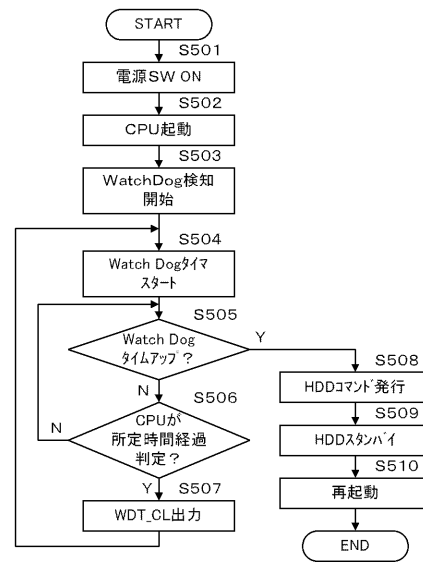 START
S501
電源SW ON
S502
CPU起動
S503
WatchDog検知
開始
S504
Watch Dogタイマ
スタート
S505
Watch Dog
タイムアップ?
Y
N
S506
CPUが
所定時間経過
判定?
N
Y
S507
WDT_CL出力
S508
HDDコマンド発行
S509
HDDスタンバイ
S510
再起動
END